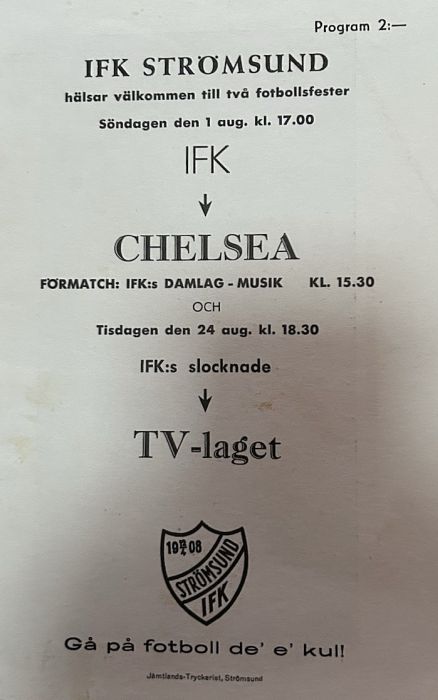 Program 2:—
IFK STRÖMSUND
hälsar välkommen till två fotbollsfester
Söndagen den 1 aug. kl. 17.00
IFK
CHELSEA
FÖRMATCH: IFK:s DAMLAG - MUSIK KL. 15.30
OCH
Tisdagen den 24 aug. kl. 18.30
IFK:s slocknade
TV-laget
19 08
STRÖMSUND
IFK
Gå på fotboll de' e' kul!
Jämtlands-Tryckeriet, Strömsund